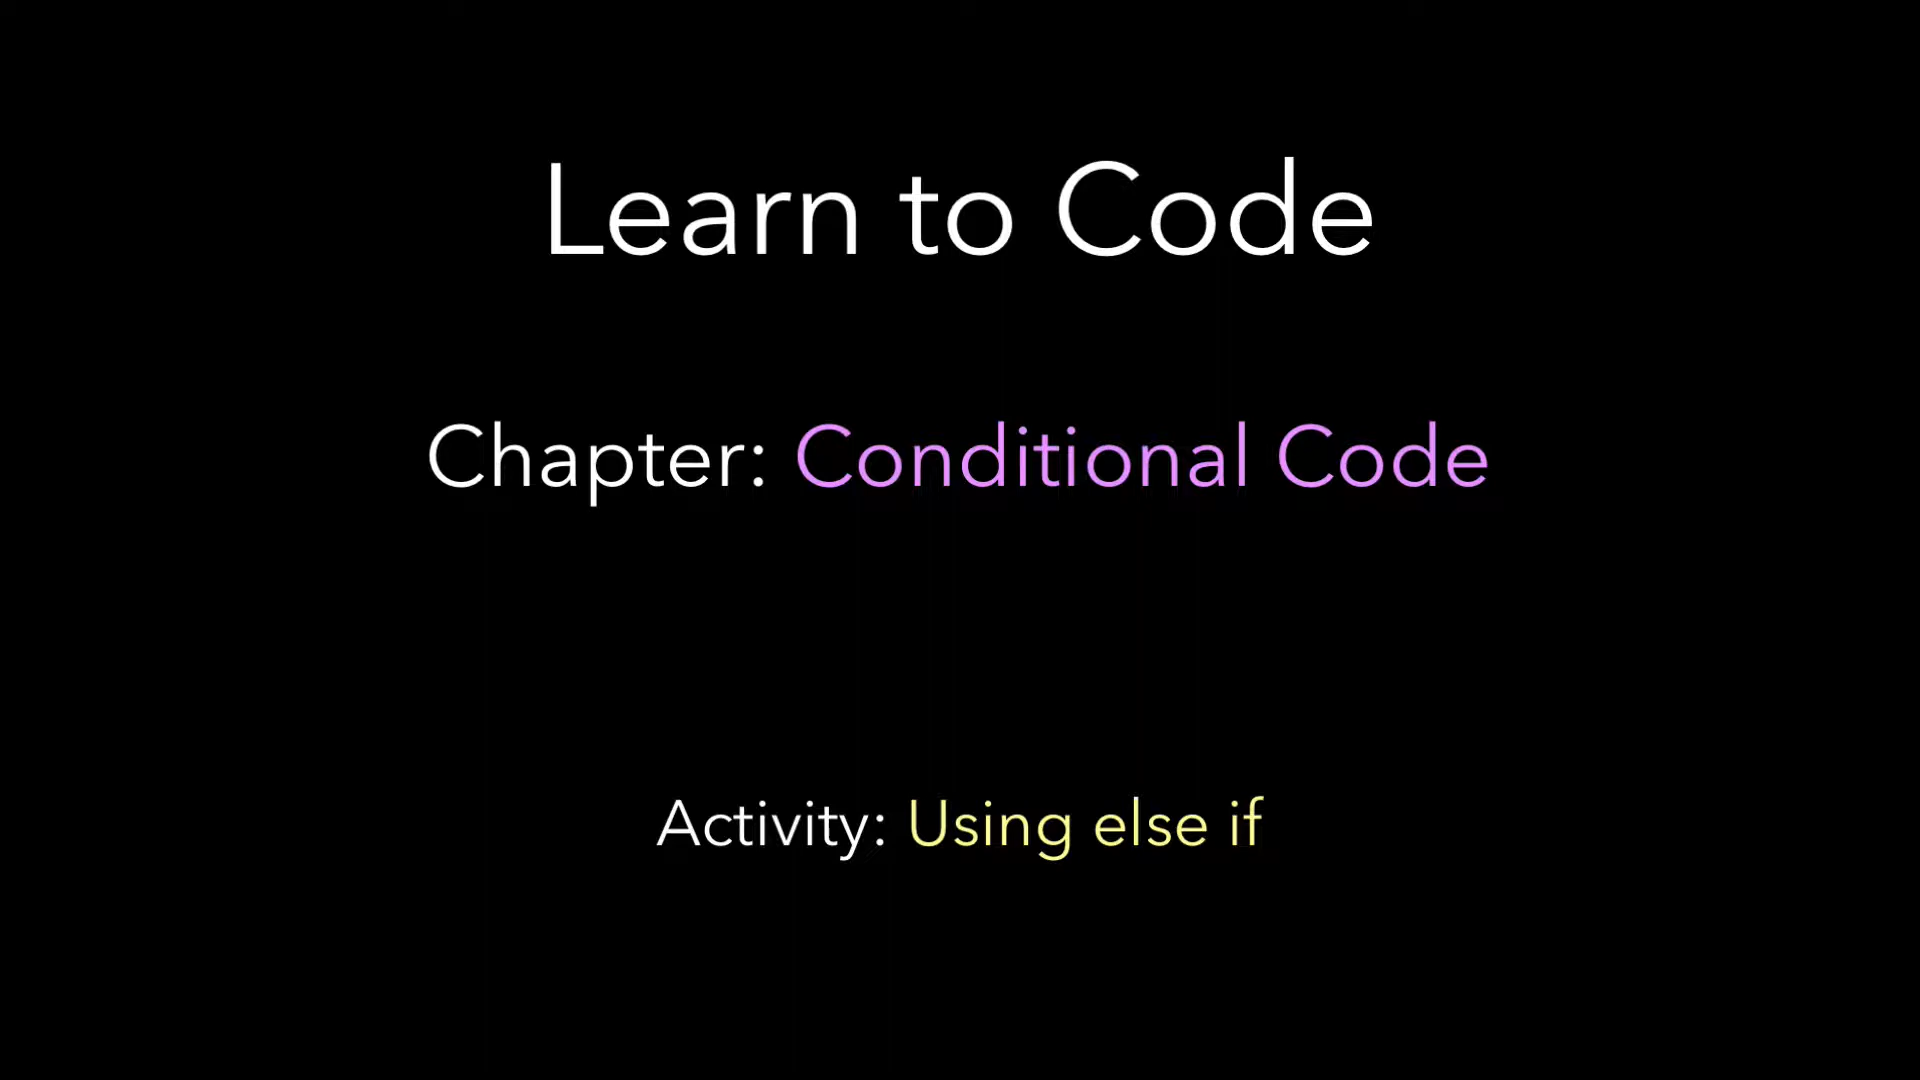 Learn to Code
Chapter: Conditional Code
Activity: Using else if